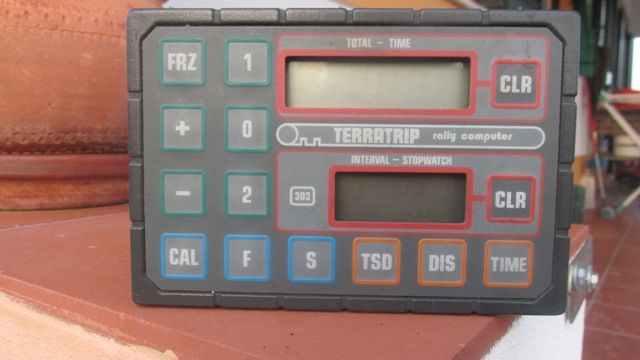 TOTAL - TIME
FRZ 1 CLR
+ 0 TERRATRIP rally computer
INTERVAL - STOPWATCH
- 2 303 CLR
CAL F S TSD DIS TIME